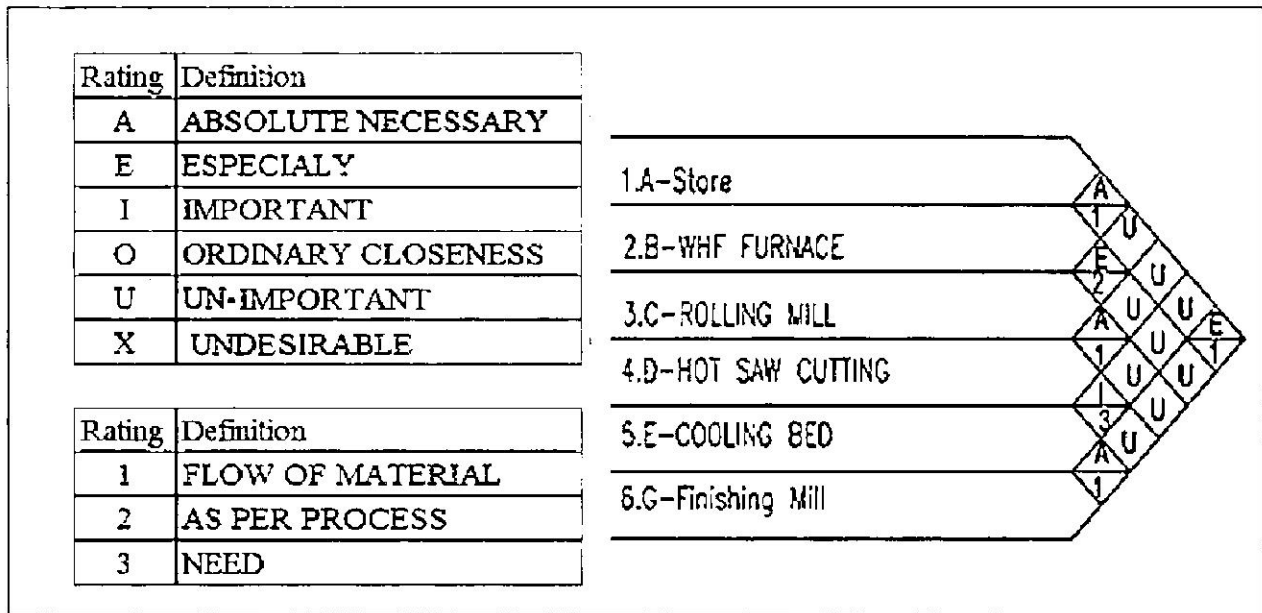 Rating Definition
A ABSOLUTE NECESSARY
E ESPECIALY
I IMPORTANT
O ORDINARY CLOSENESS
U UN-IMPORTANT
X UNDESIRABLE
Rating Definition
1 FLOW OF MATERIAL
2 AS PER PROCESS
3 NEED
1.A-Store
2.B-WHF FURNACE
3.C-ROLLING MILL
4.D-HOT SAW CUTTING
5.E-COOLING BED
6.G-Finishing Mill
A
1 U
E U
2 U U E
A U 1
1 U U
I U
3 U
A
1